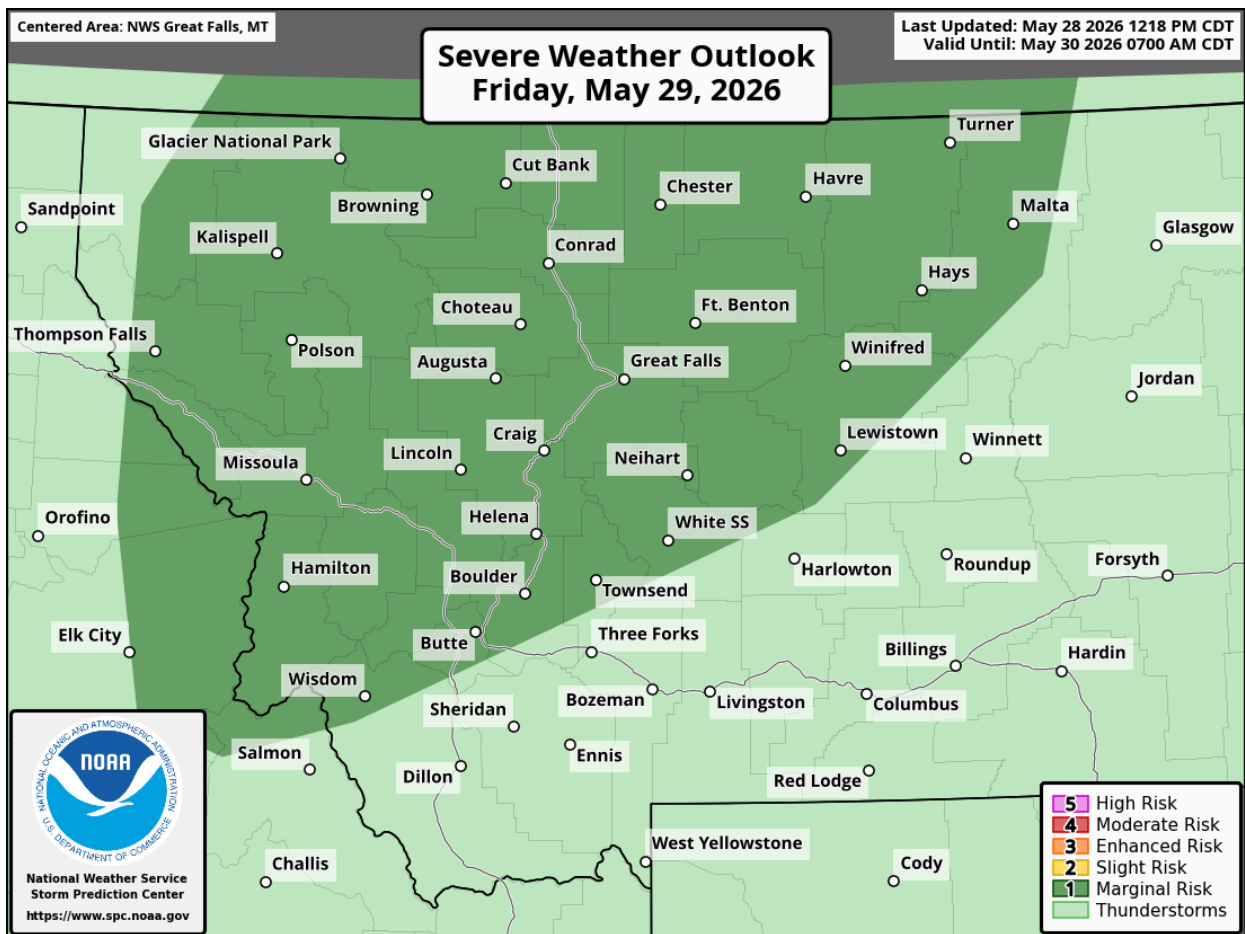 Centered Area: NWS Great Falls, MT
Last Updated: May 28 2026 1218 PM CDT
Valid Until: May 30 2026 0700 AM CDT
Severe Weather Outlook
Friday, May 29, 2026
Turner
Glacier National Park
Cut Bank
Chester
Havre
Browning
Malta
Sandpoint
Kalispell
Conrad
Glasgow
Hays
Choteau
Ft. Benton
Thompson Falls
Polson
Augusta
Great Falls
Winifred
Jordan
Craig
Lewistown
Winnett
Lincoln
Neihart
Missoula
Orofino
Helena
White SS
Hamilton
Boulder
Harlowton
Roundup
Forsyth
Townsend
Elk City
Butte
Three Forks
Billings
Hardin
Wisdom
Bozeman
Livingston
Columbus
Sheridan
Salmon
Ennis
Dillon
Red Lodge
West Yellowstone
Challis
Cody
NATIONAL OCEANIC AND ATMOSPHERIC ADMINISTRATION
NOAA
U.S. DEPARTMENT OF COMMERCE
National Weather Service
Storm Prediction Center
https://www.spc.noaa.gov
5 High Risk
4 Moderate Risk
3 Enhanced Risk
2 Slight Risk
1 Marginal Risk
Thunderstorms